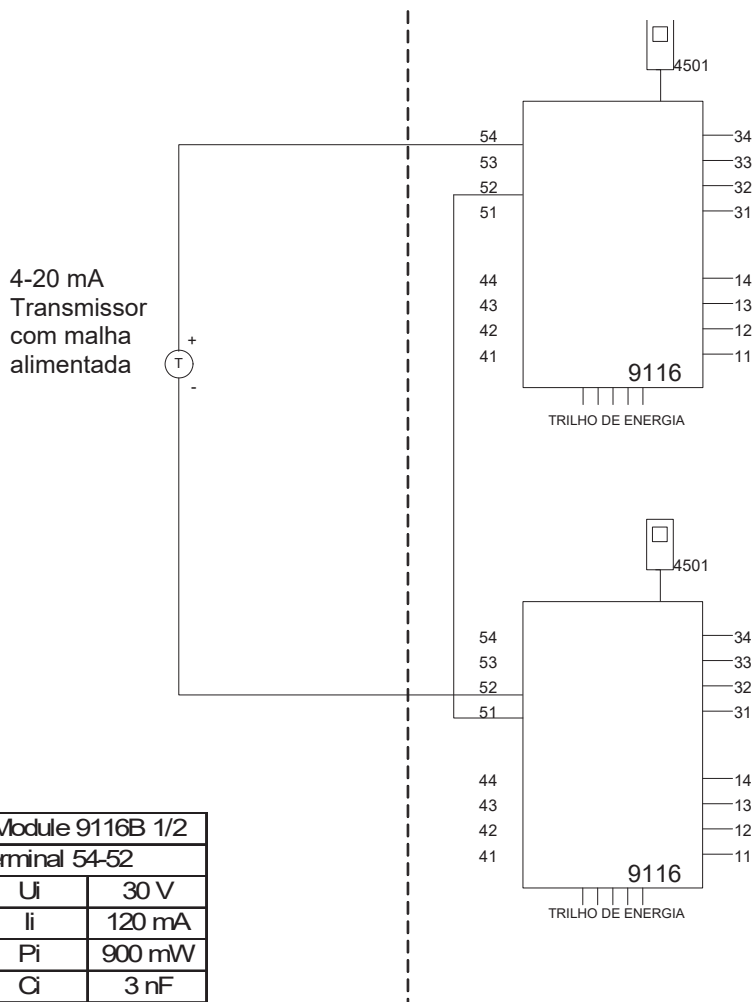 4501
54
53
52
51
34
33
32
31
4-20 mA
Transmissor
com malha
alimentada
+
T
-
44
43
42
41
14
13
12
11
9116
TRILHO DE ENERGIA
4501
54
53
52
51
34
33
32
31
44
43
42
41
14
13
12
11
9116
TRILHO DE ENERGIA
Module 9116B 1/2
erminal 54-52
Ui 30 V
Ii 120 mA
Pi 900 mW
Ci 3 nF